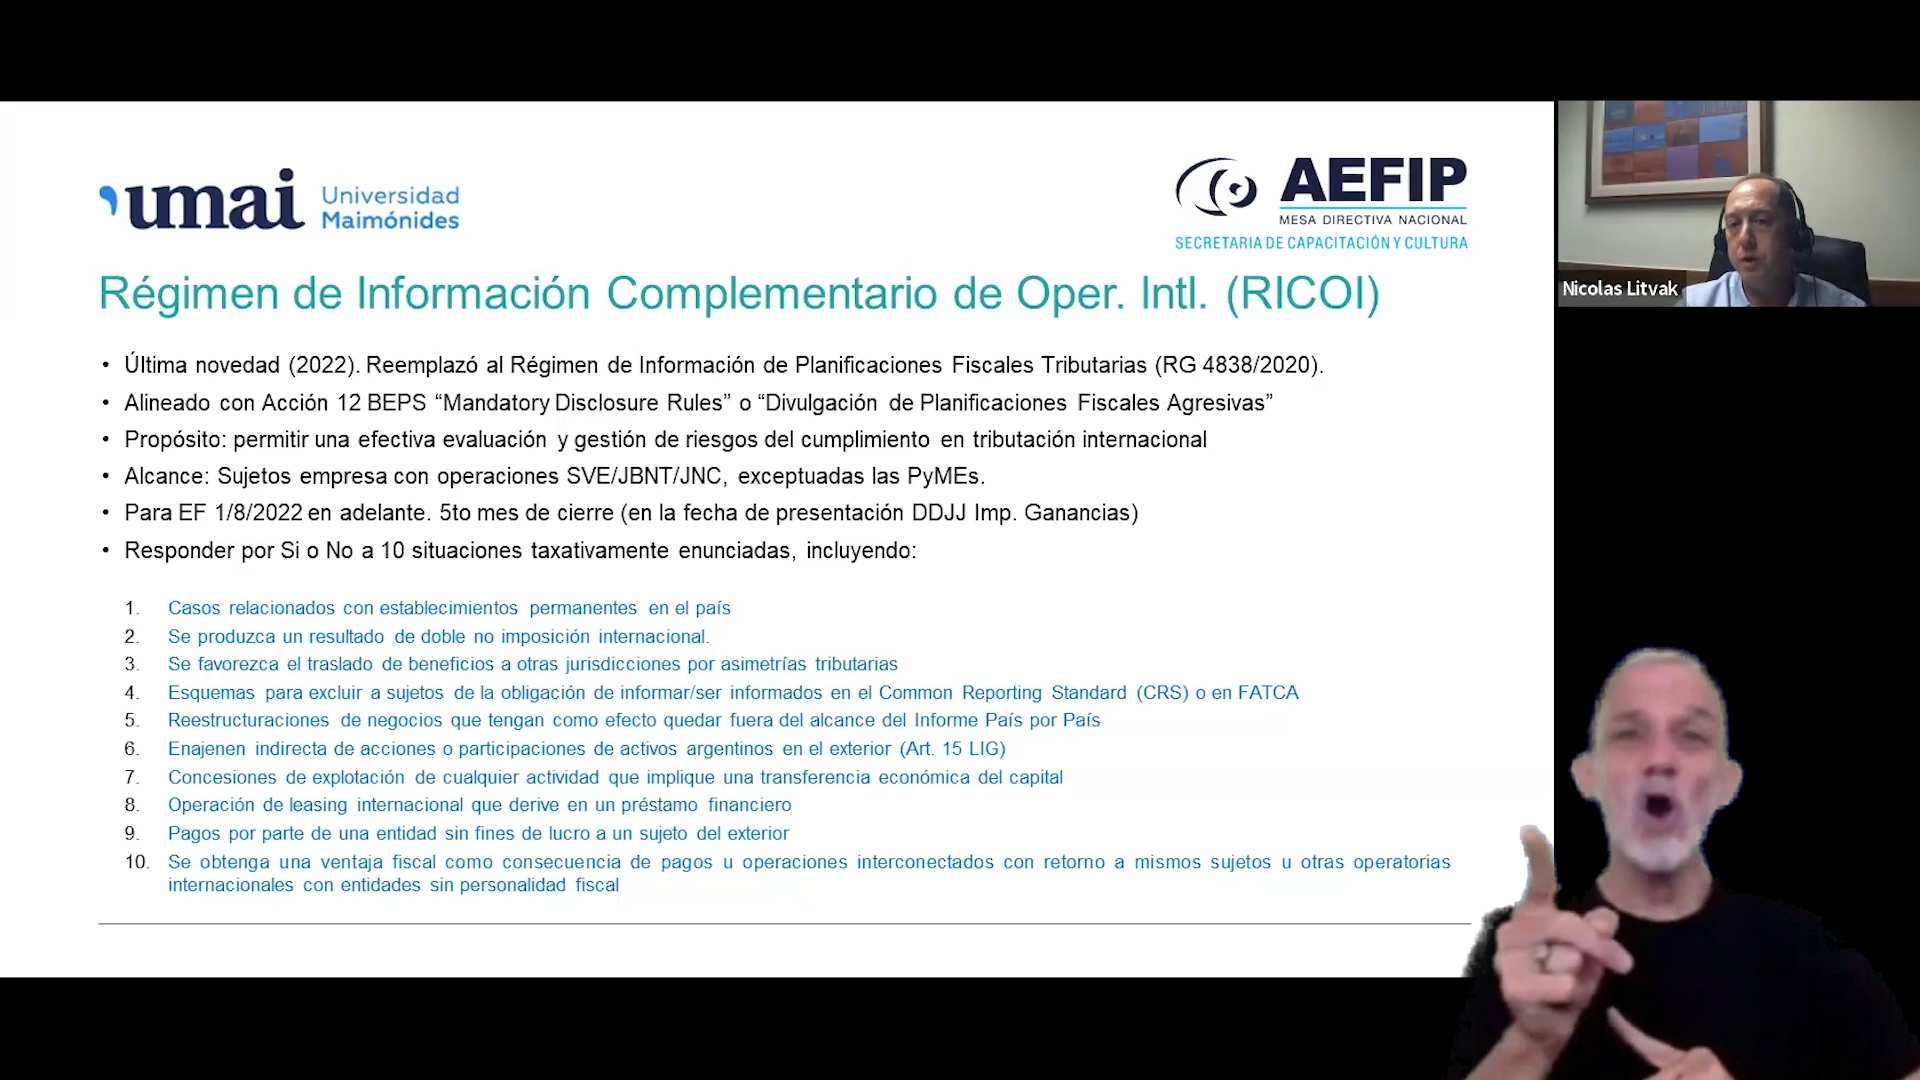 umai Universidad
Maimónides
AEFIP
MESA DIRECTIVA NACIONAL
SECRETARIA DE CAPACITACIÓN Y CULTURA
Régimen de Información Complementario de Oper. Intl. (RICOI)
• Última novedad (2022). Reemplazó al Régimen de Información de Planificaciones Fiscales Tributarias (RG 4838/2020).
• Alineado con Acción 12 BEPS “Mandatory Disclosure Rules” o “Divulgación de Planificaciones Fiscales Agresivas”
• Propósito: permitir una efectiva evaluación y gestión de riesgos del cumplimiento en tributación internacional
• Alcance: Sujetos empresa con operaciones SVE/JBNT/JNC, exceptuadas las PyMEs.
• Para EF 1/8/2022 en adelante. 5to mes de cierre (en la fecha de presentación DDJJ Imp. Ganancias)
• Responder por Si o No a 10 situaciones taxativamente enunciadas, incluyendo:
1. Casos relacionados con establecimientos permanentes en el país
2. Se produzca un resultado de doble no imposición internacional.
3. Se favorezca el traslado de beneficios a otras jurisdicciones por asimetrías tributarias
4. Esquemas para excluir a sujetos de la obligación de informar/ser informados en el Common Reporting Standard (CRS) o en FATCA
5. Reestructuraciones de negocios que tengan como efecto quedar fuera del alcance del Informe País por País
6. Enajenen indirecta de acciones o participaciones de activos argentinos en el exterior (Art. 15 LIG)
7. Concesiones de explotación de cualquier actividad que implique una transferencia económica del capital
8. Operación de leasing internacional que derive en un préstamo financiero
9. Pagos por parte de una entidad sin fines de lucro a un sujeto del exterior
10. Se obtenga una ventaja fiscal como consecuencia de pagos u operaciones interconectados con retorno a mismos sujetos u otras operatorias
internacionales con entidades sin personalidad fiscal
Nicolas Litvak